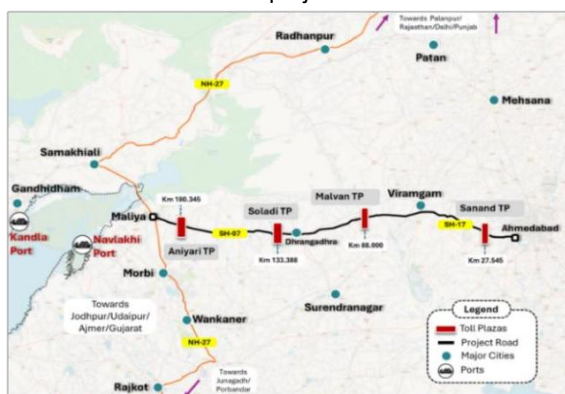 Towards Palanpur/
Rajasthan/Delhi/Punjab
Radhanpur
Patan
NH-27
Mehsana
Samakhiali
Gandhidham
Kandla
Port
Navlakhi
Port
Maliya
Km 180.345
Aniyari TP
SH-07
Soladi TP
Km 133.388
Dhrangadhra
Malvan TP
Km 88.000
Viramgam
SH-17
Sanand TP
Km 27.545
Ahmedabad
Morbi
Towards
Jodhpur/Udaipur/
Ajmer/Gujarat
Surendranagar
Wankaner
NH-27
Rajkot
Towards
Junagadh/
Porbandar
Legend
Toll Plazas
Project Road
Major Cities
Ports